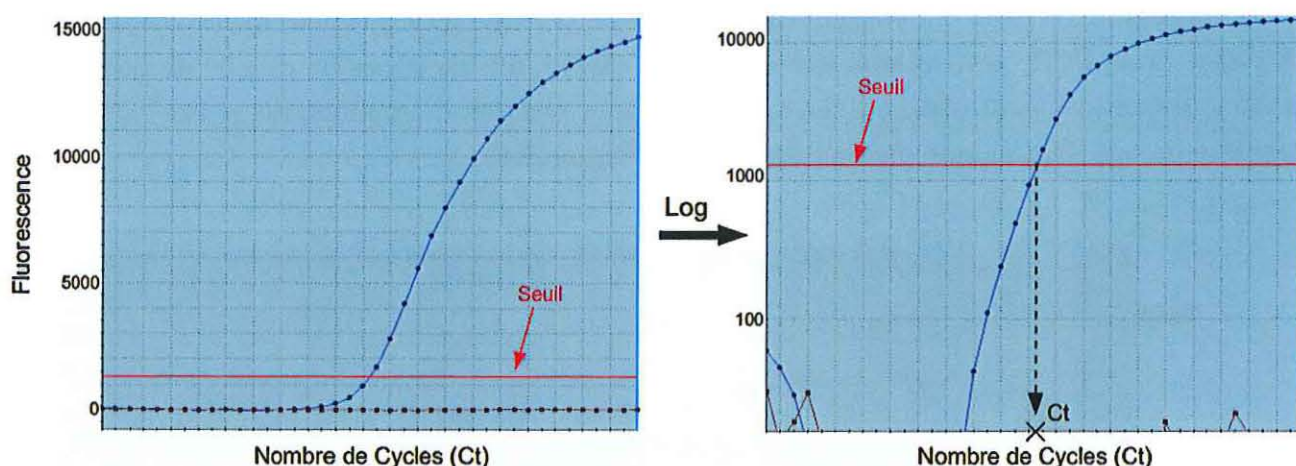 15000
10000
5000
0
Fluorescence
Seuil
Nombre de Cycles (Ct)
Log
10000
1000
100
Seuil
Ct
Nombre de Cycles (Ct)